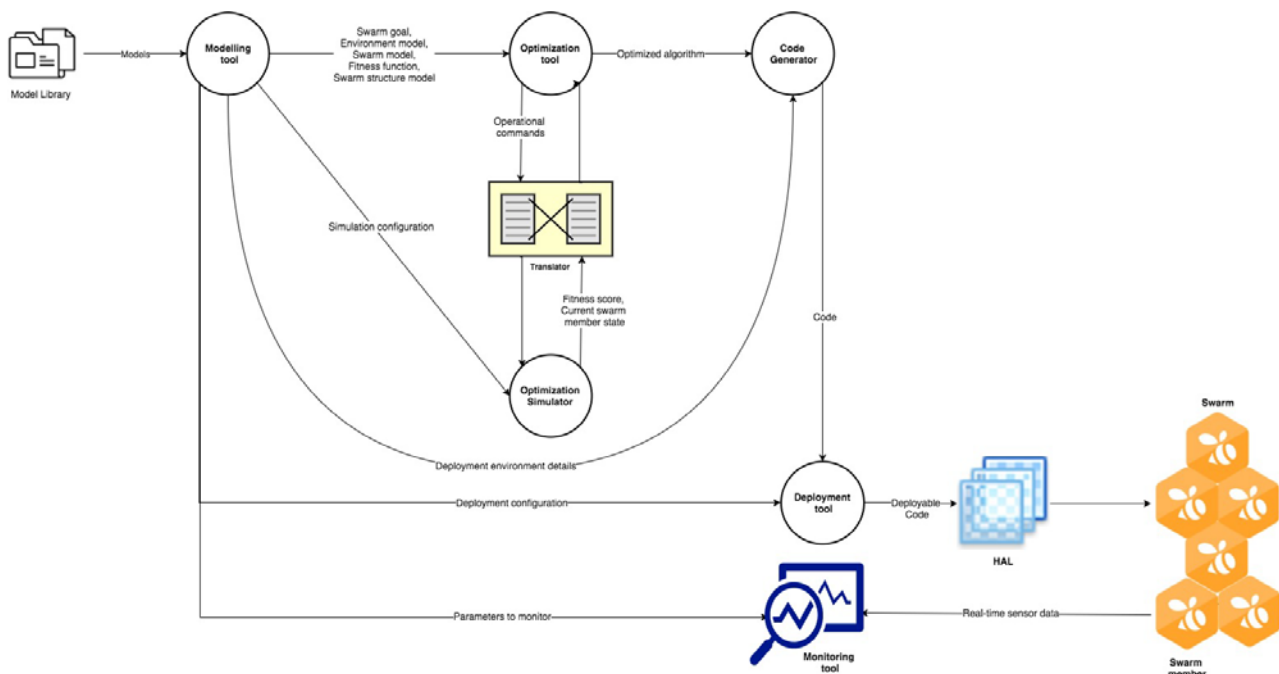 Model Library
Models
Modelling
tool
Swarm goal,
Environment model,
Swarm model,
Fitness function,
Swarm structure model
Optimization
tool
Optimized algorithm
Code
Generator
Operational
commands
Translator
Simulation configuration
Fitness score,
Current swarm
member state
Optimization
Simulator
Code
Deployment environment details
Deployment configuration
Deployment
tool
Deployable
Code
HAL
Swarm
Parameters to monitor
Monitoring
tool
Real-time sensor data
Swarm
member